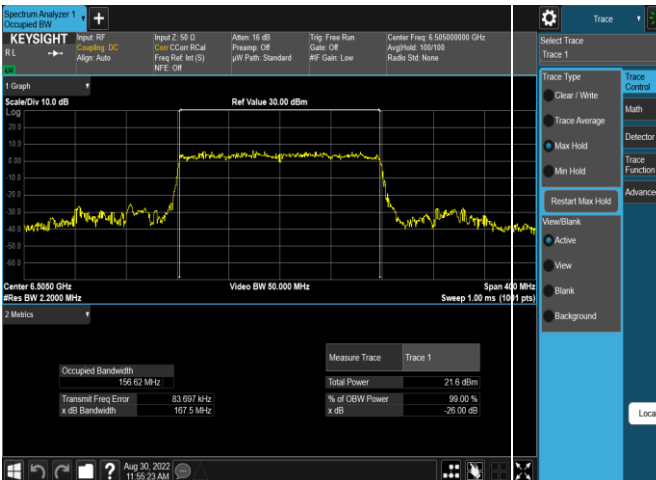 Spectrum Analyzer 1
Occupied BW
KEYSIGHT
R L
LW
Input: RF
Coupling: DC
Align: Auto
Input Z: 50 Ω
Corr CCorr RCal
Freq Ref: Int (S)
NFE: Off
Atten: 16 dB
Preamp: Off
µW Path: Standard
Trig: Free Run
Gate: Off
#IF Gain: Low
Center Freq: 6.505000000 GHz
Avg|Hold: 100/100
Radio Std: None
1 Graph
Scale/Div 10.0 dB
Ref Value 30.00 dBm
Log
20.0
10.0
0.00
-10.0
-20.0
-30.0
-40.0
-50.0
-60.0
Center 6.5050 GHz
Video BW 50.000 MHz
Span 400 MHz
#Res BW 2.2000 MHz
Sweep 1.00 ms (1001 pts)
2 Metrics
Occupied Bandwidth
156.62 MHz
Transmit Freq Error 83.697 kHz
x dB Bandwidth 167.5 MHz
Measure Trace Trace 1
Total Power 21.6 dBm
% of OBW Power 99.00 %
x dB -26.00 dB
Aug 30, 2022
11:55:23 AM
Trace
Select Trace
Trace 1
Trace Type
Clear / Write
Trace Average
Max Hold
Min Hold
Restart Max Hold
View/Blank
Active
View
Blank
Background
Trace
Control
Math
Detector
Trace
Function
Advance
Local